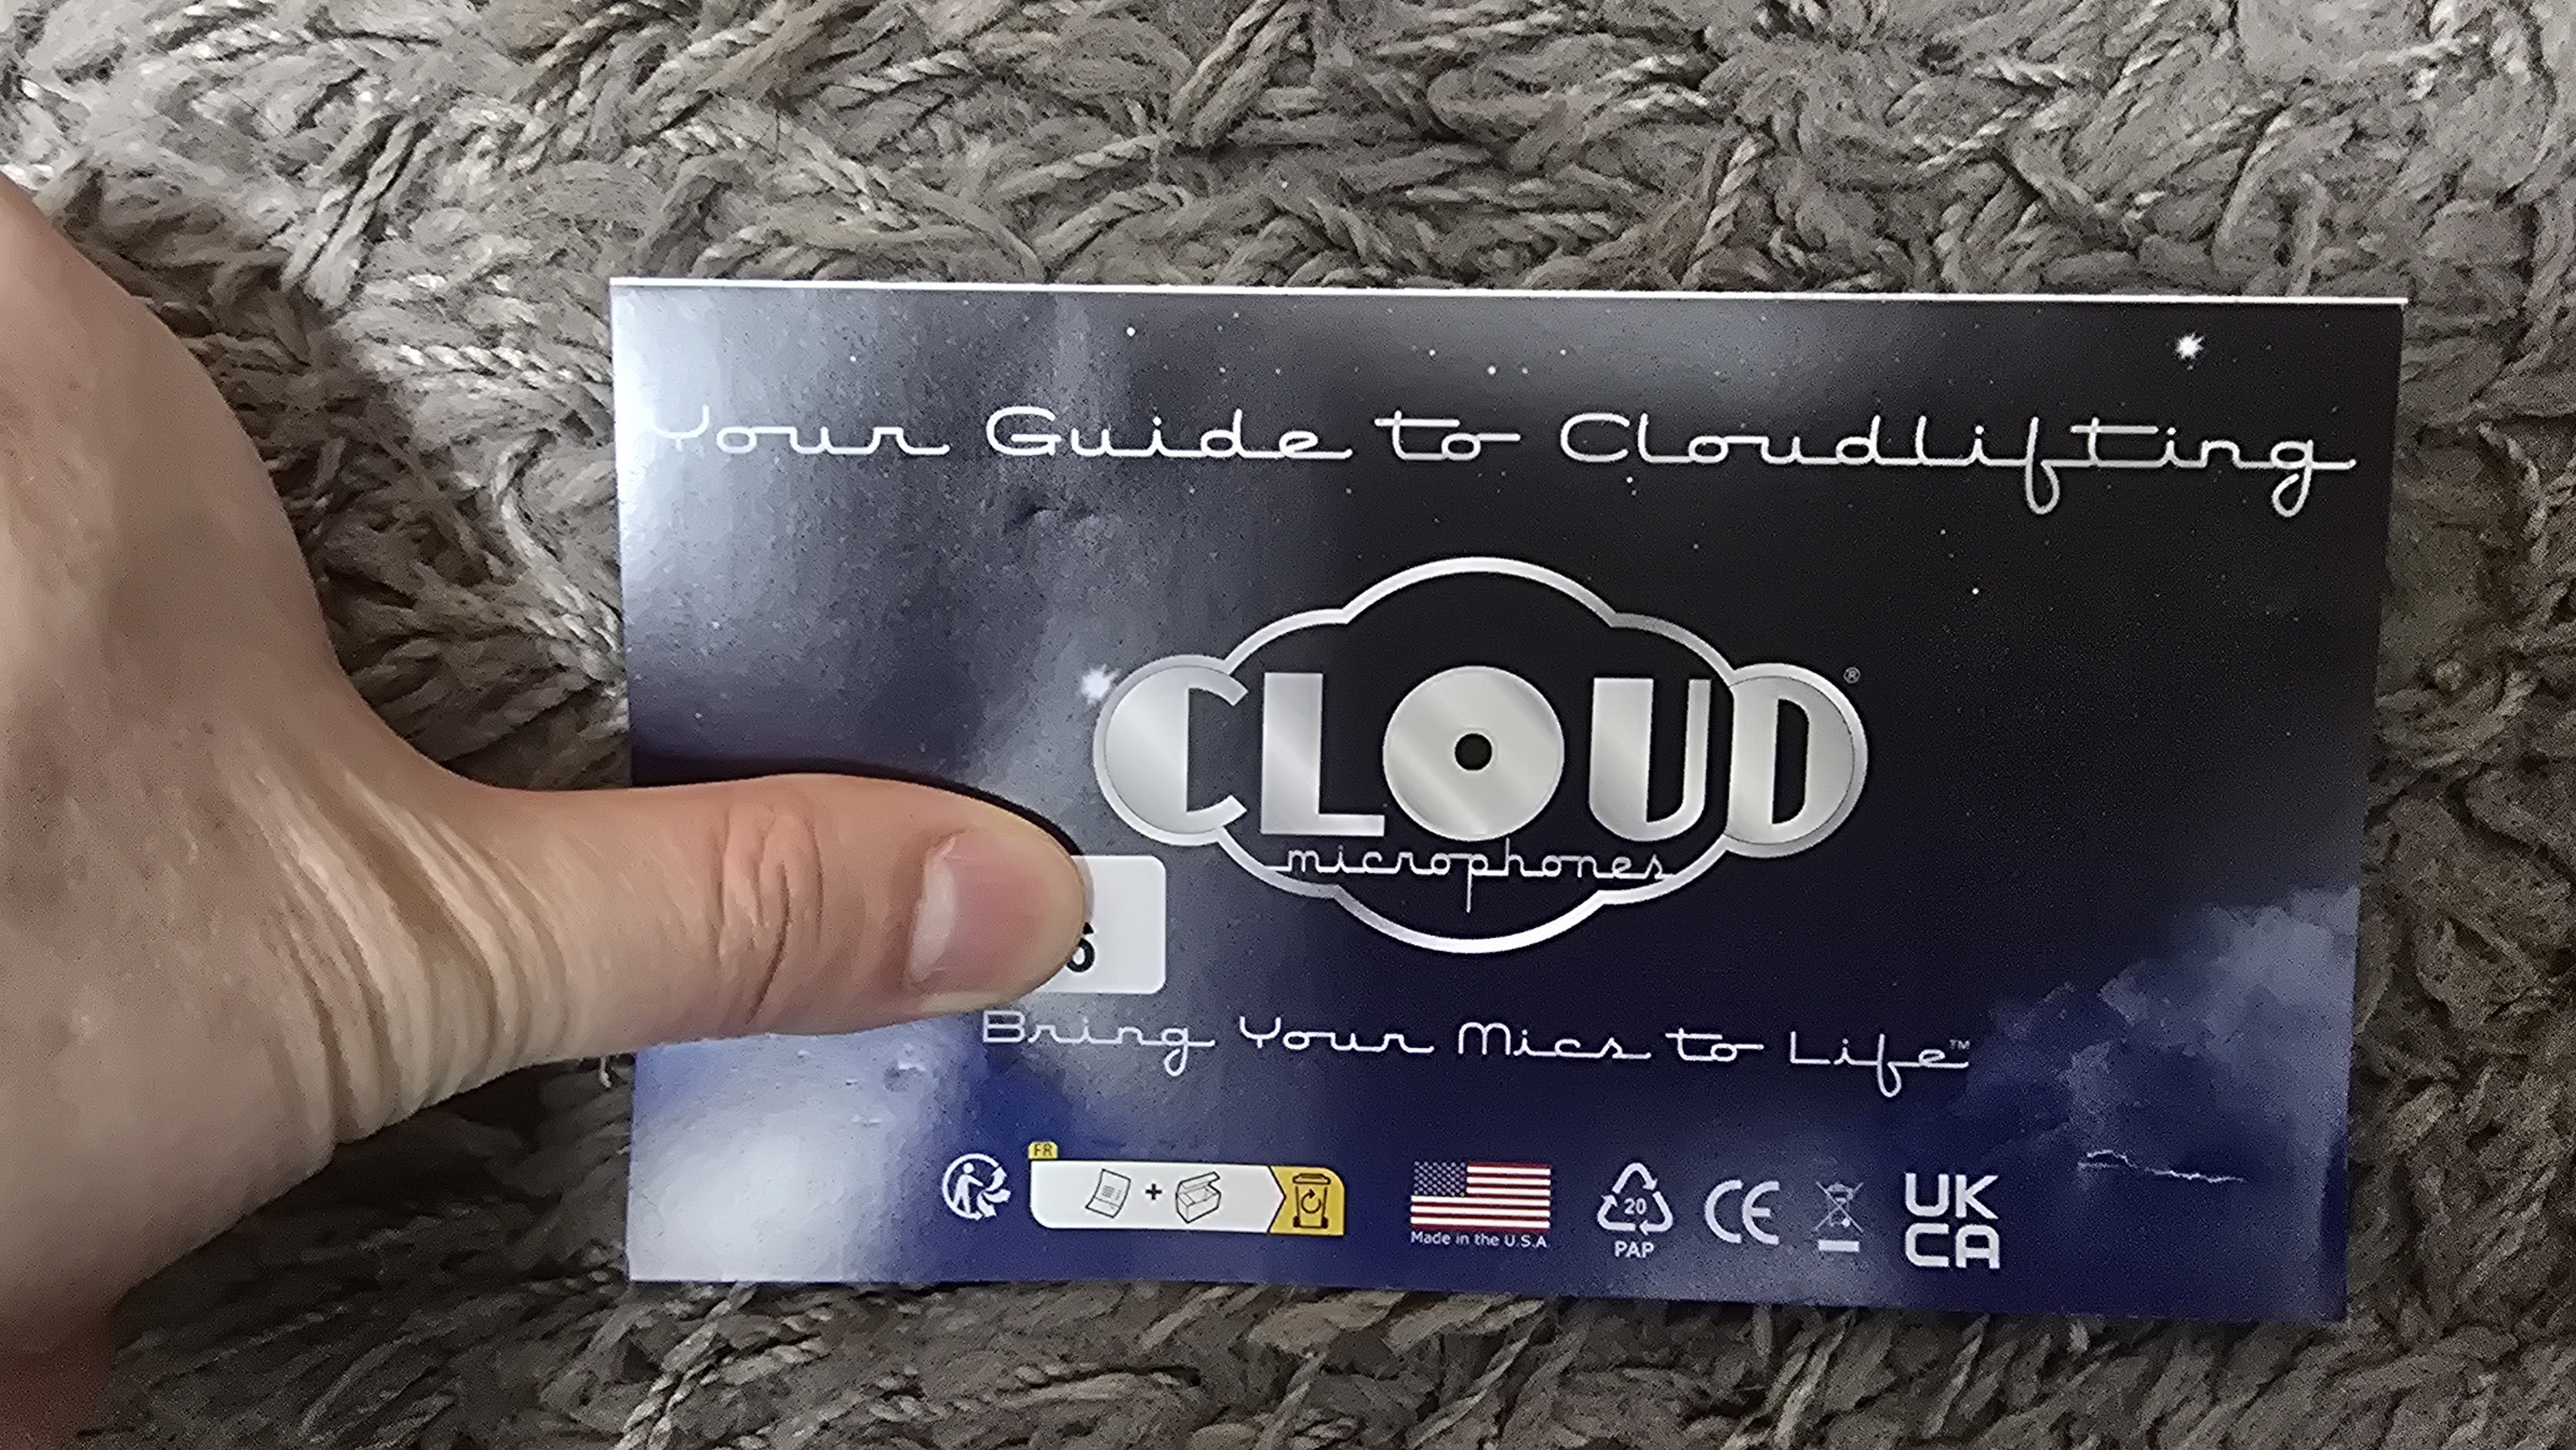 Your Guide to Cloudlifting
CLOUD®
microphones
6
Bring Your Mics to Life™
FR
+
Made in the U.S.A.
20
PAP
CE
UK
CA